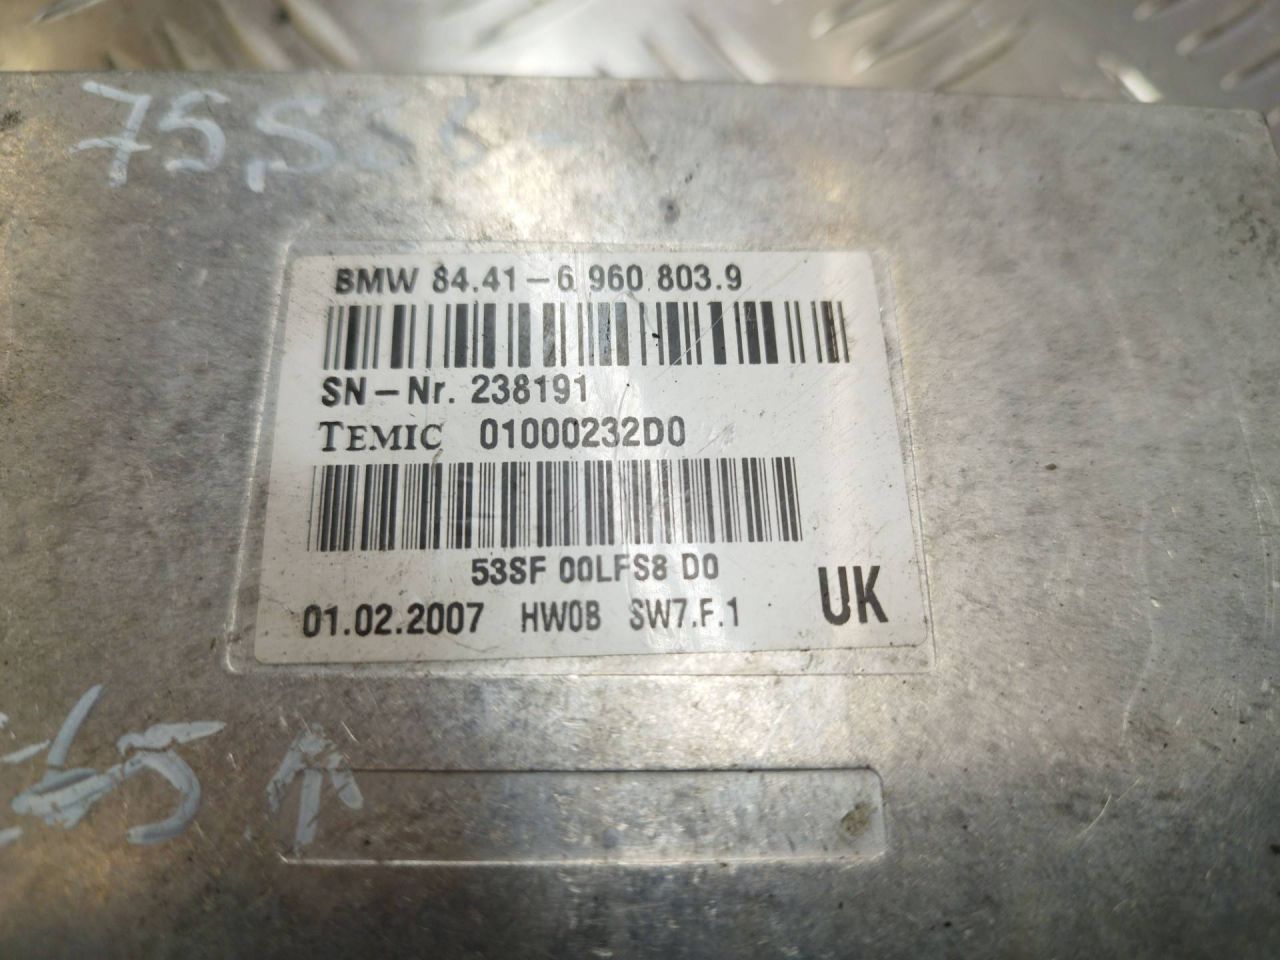 BMW 84.41-6 960 803.9
SN-Nr. 238191
TEMIC 01000232D0
53SF 00LFS8 D0
01.02.2007 HW0B SW7.F.1
UK